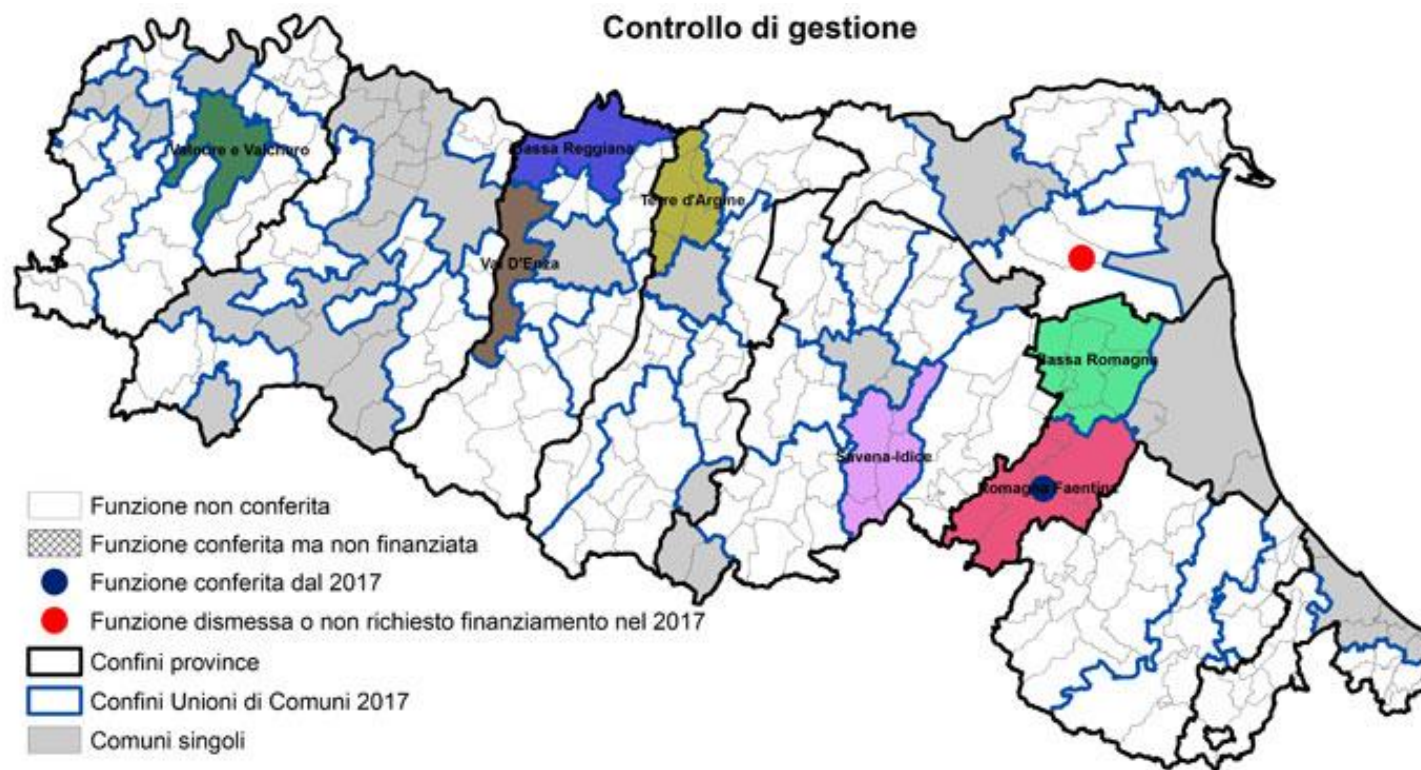 Controllo di gestione
Valnure e Valchero
Bassa Reggiana
Terre d'Argine
Val D'Enza
Bassa Romagna
Savena-Idice
Romagna Faentina
Funzione non conferita
Funzione conferita ma non finanziata
Funzione conferita dal 2017
Funzione dismessa o non richiesto finanziamento nel 2017
Confini province
Confini Unioni di Comuni 2017
Comuni singoli